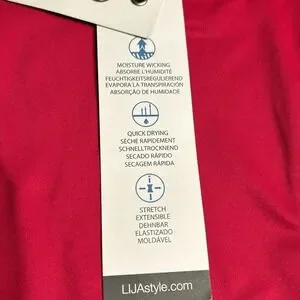 MOISTURE WICKING
ABSORBE L'HUMIDITÉ
FEUCHTIGKEITSREGULIEREND
EVAPORA LA TRANSPIRACIÓN
ABSORÇÃO DE HUMIDADE
QUICK DRYING
SÈCHE RAPIDEMENT
SCHNELLTROCKNEND
SECADO RÁPIDO
SECAGEM RÁPIDA
STRETCH
EXTENSIBLE
DEHNBAR
ELASTIZADO
MOLDÁVEL
LIJAstyle.com